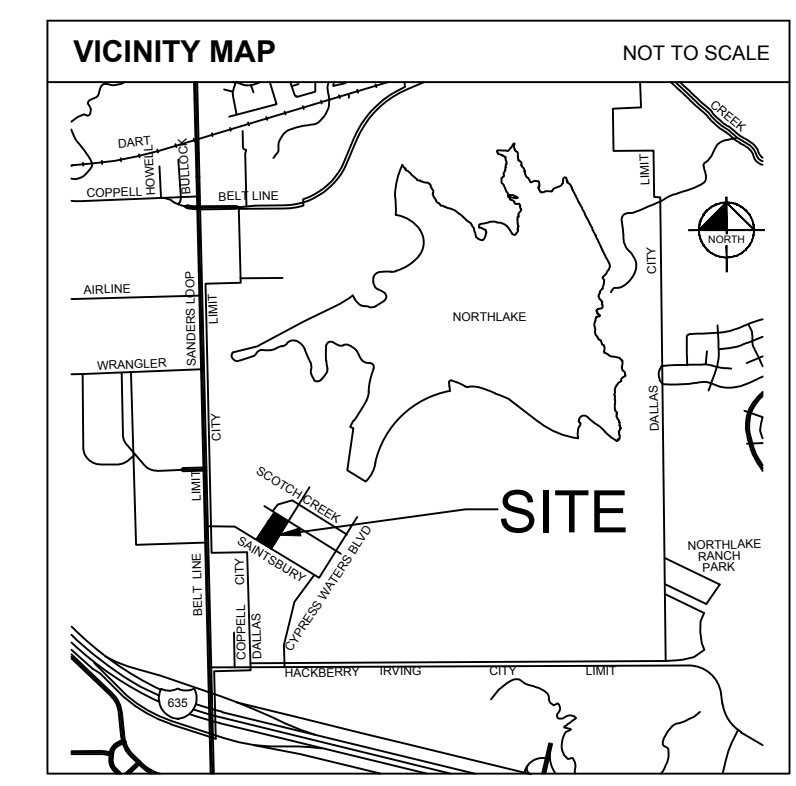 VICINITY MAP
NOT TO SCALE
CREEK
DART
HOWELL
BULLOCK
COPPELL
BELT LINE
LIMIT
NORTH
CITY
AIRLINE
SANDERS LOOP
LIMIT
NORTHLAKE
WRANGLER
DALLAS
CITY
SCOTCH CREEK
LIMIT
SITE
SAINTSBURY
CYPRESS WATERS BLVD
NORTHLAKE
RANCH
PARK
BELT LINE
CITY
COPPELL
DALLAS
HACKBERRY
IRVING
CITY
LIMIT
635